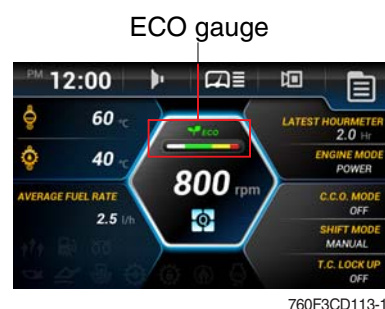 ECO gauge
PM 12:00
60 °C
ECO
LATEST HOURMETER
2.0 Hr
40 °C
ENGINE MODE
POWER
800 rpm
AVERAGE FUEL RATE
2.5 l/h
Q
C.C.O. MODE
OFF
SHIFT MODE
MANUAL
T.C. LOCK UP
OFF
760F3CD113-1